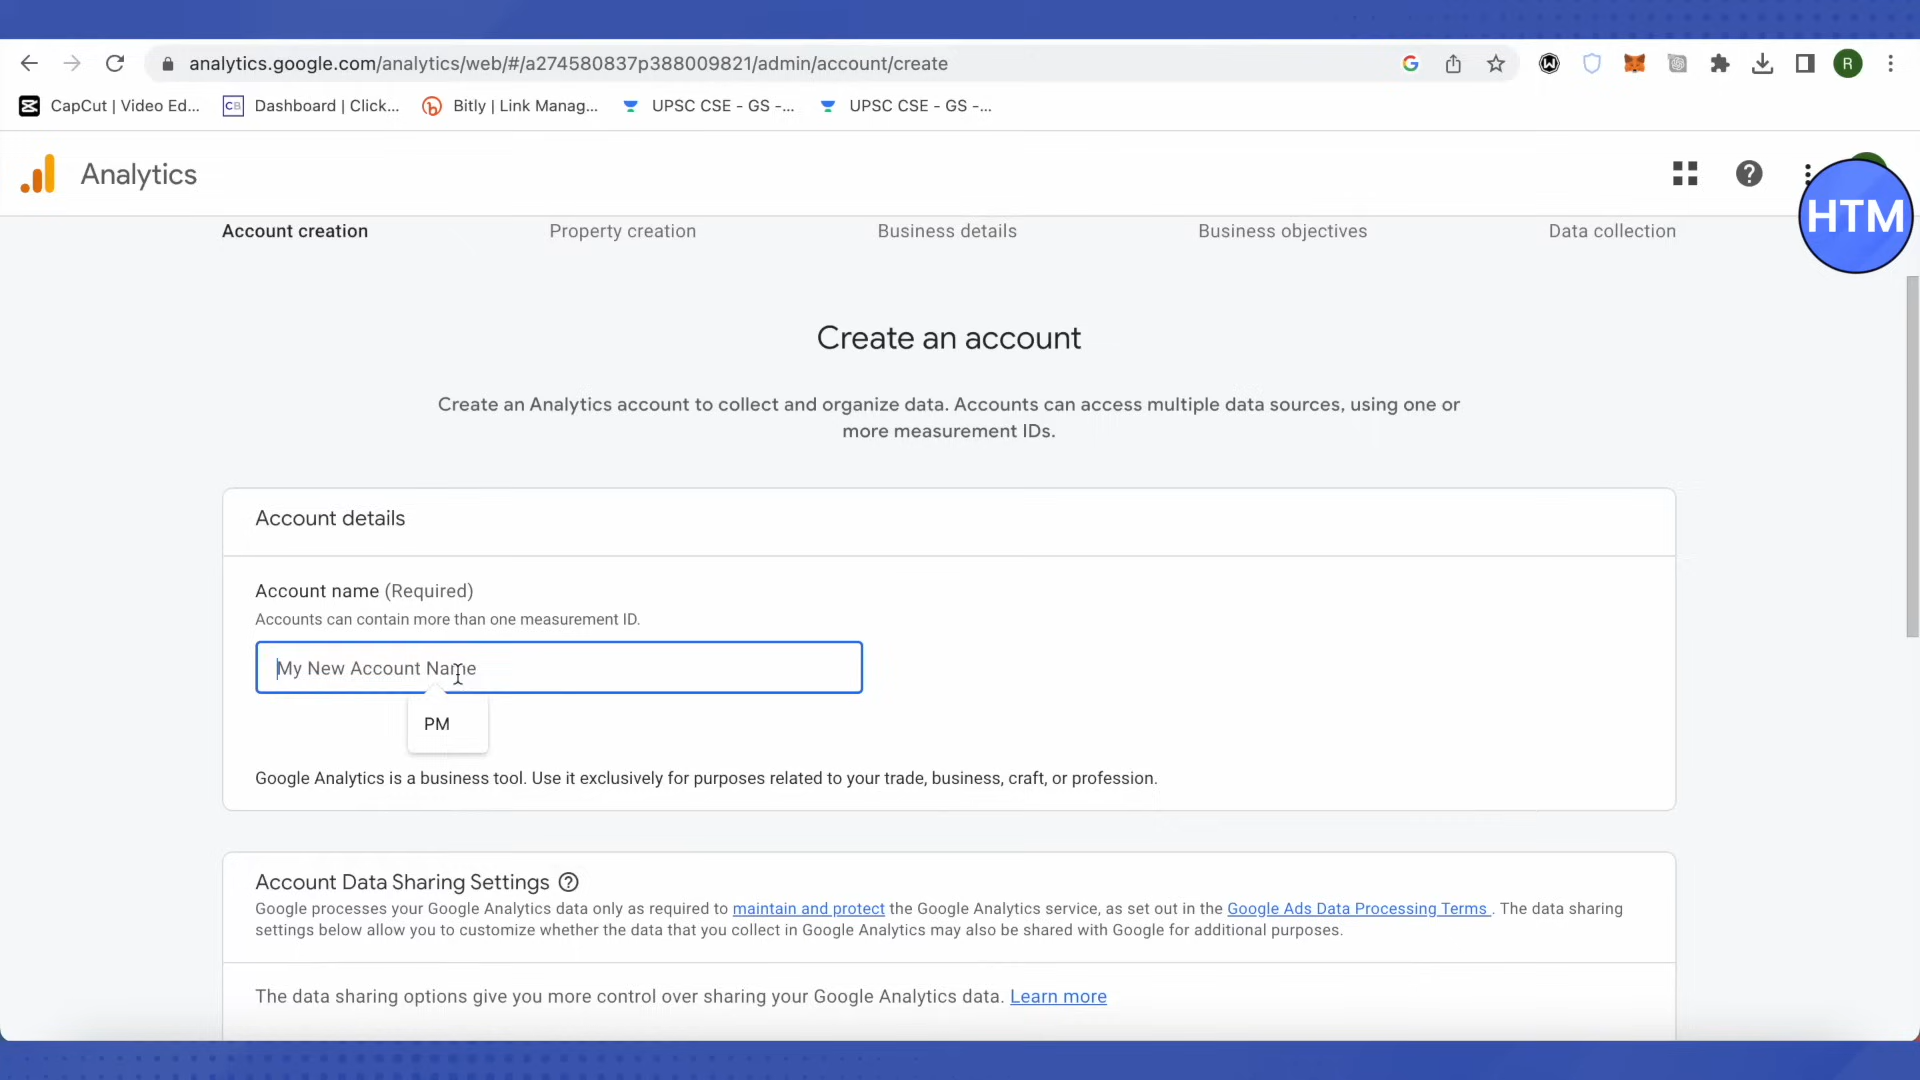 analytics.google.com/analytics/web/#/a274580837p388009821/admin/account/create
CapCut | Video Ed...
CB
Dashboard | Click...
Bitly | Link Manag...
UPSC CSE - GS -...
UPSC CSE - GS -...
R
Analytics
HTM
Account creation
Property creation
Business details
Business objectives
Data collection
Create an account
Create an Analytics account to collect and organize data. Accounts can access multiple data sources, using one or
more measurement IDs.
Account details
Account name (Required)
Accounts can contain more than one measurement ID.
My New Account Name
PM
Google Analytics is a business tool. Use it exclusively for purposes related to your trade, business, craft, or profession.
Account Data Sharing Settings
Google processes your Google Analytics data only as required to maintain and protect the Google Analytics service, as set out in the Google Ads Data Processing Terms . The data sharing
settings below allow you to customize whether the data that you collect in Google Analytics may also be shared with Google for additional purposes.
The data sharing options give you more control over sharing your Google Analytics data. Learn more